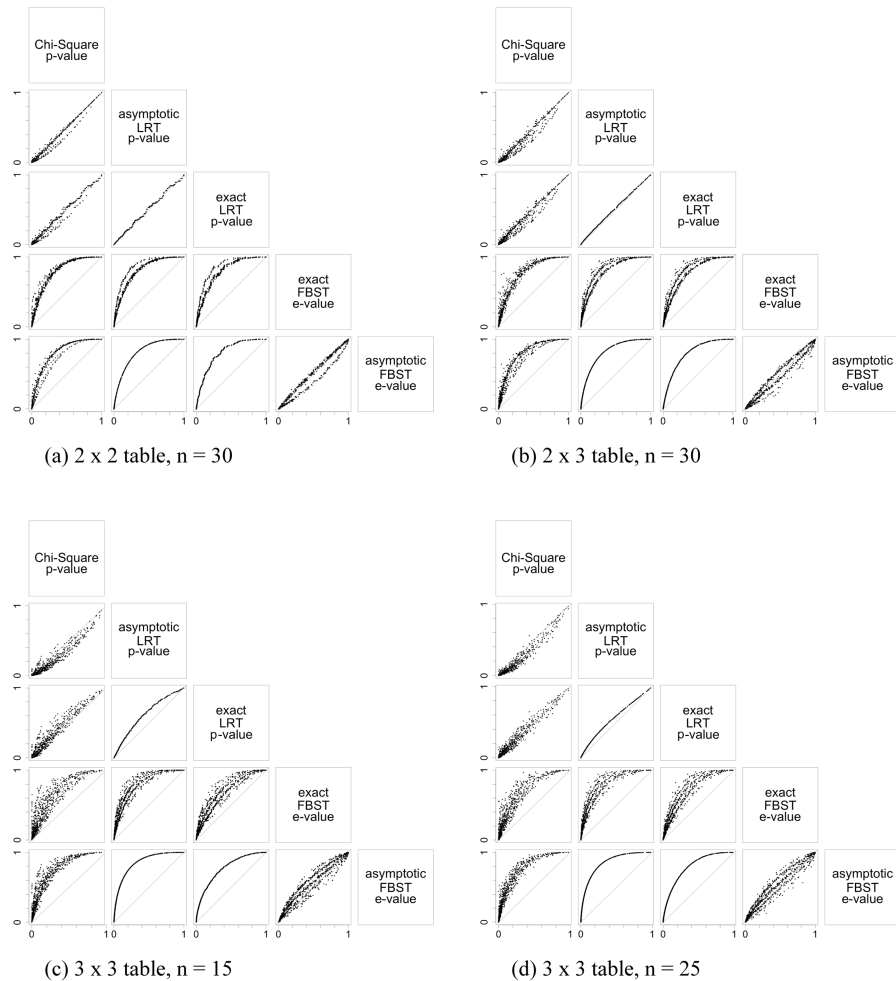 Chi-Square
p-value
1
0
asymptotic
LRT
p-value
1
0
exact
LRT
p-value
1
0
exact
FBST
e-value
1
0
asymptotic
FBST
e-value
0 1 0 1 0 1 0 1
(a) 2 x 2 table, n = 30
Chi-Square
p-value
1
0
asymptotic
LRT
p-value
1
0
exact
LRT
p-value
1
0
exact
FBST
e-value
1
0
asymptotic
FBST
e-value
0 1 0 1 0 1 0 1
(b) 2 x 3 table, n = 30
Chi-Square
p-value
1
0
asymptotic
LRT
p-value
1
0
exact
LRT
p-value
1
0
exact
FBST
e-value
1
0
asymptotic
FBST
e-value
0 1 0 1 0 1 0 1
(c) 3 x 3 table, n = 15
Chi-Square
p-value
1
0
asymptotic
LRT
p-value
1
0
exact
LRT
p-value
1
0
exact
FBST
e-value
1
0
asymptotic
FBST
e-value
0 1 0 1 0 1 0 1
(d) 3 x 3 table, n = 25